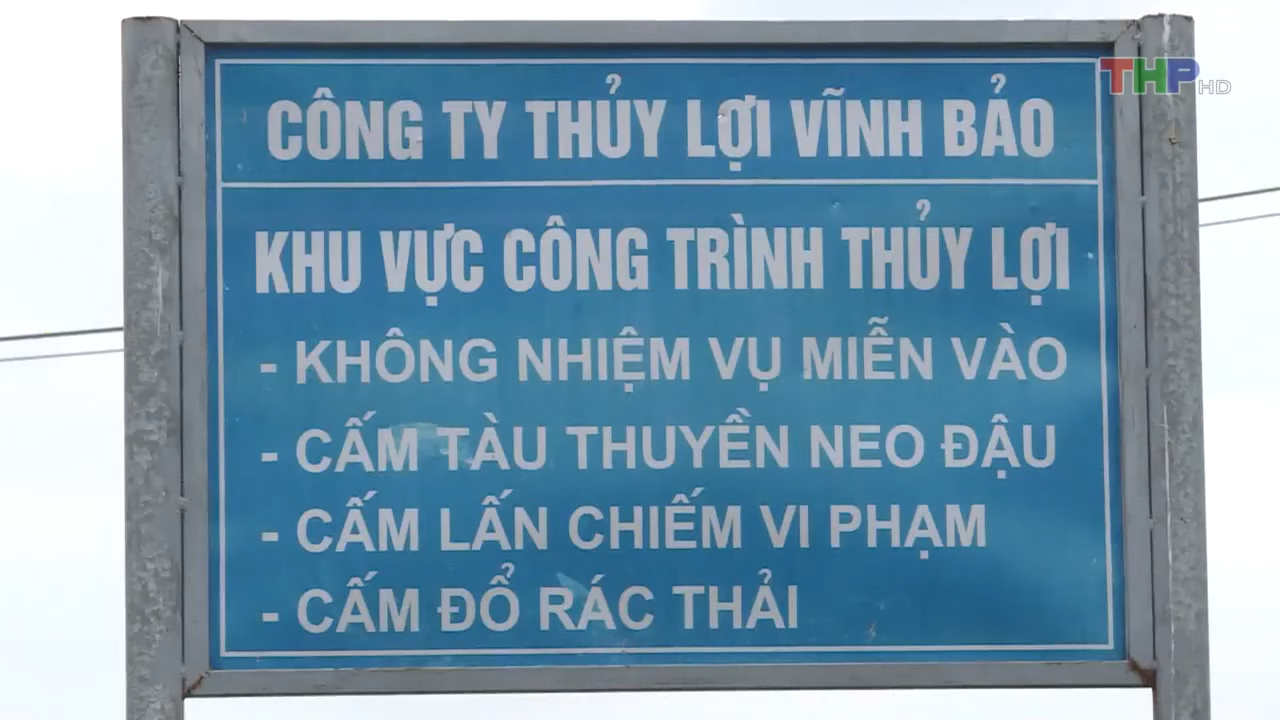 THP HD
CÔNG TY THỦY LỢI VĨNH BẢO
KHU VỰC CÔNG TRÌNH THỦY LỢI
- KHÔNG NHIỆM VỤ MIỄN VÀO
- CẤM TÀU THUYỀN NEO ĐẬU
- CẤM LẤN CHIẾM VI PHẠM
- CẤM ĐỔ RÁC THẢI